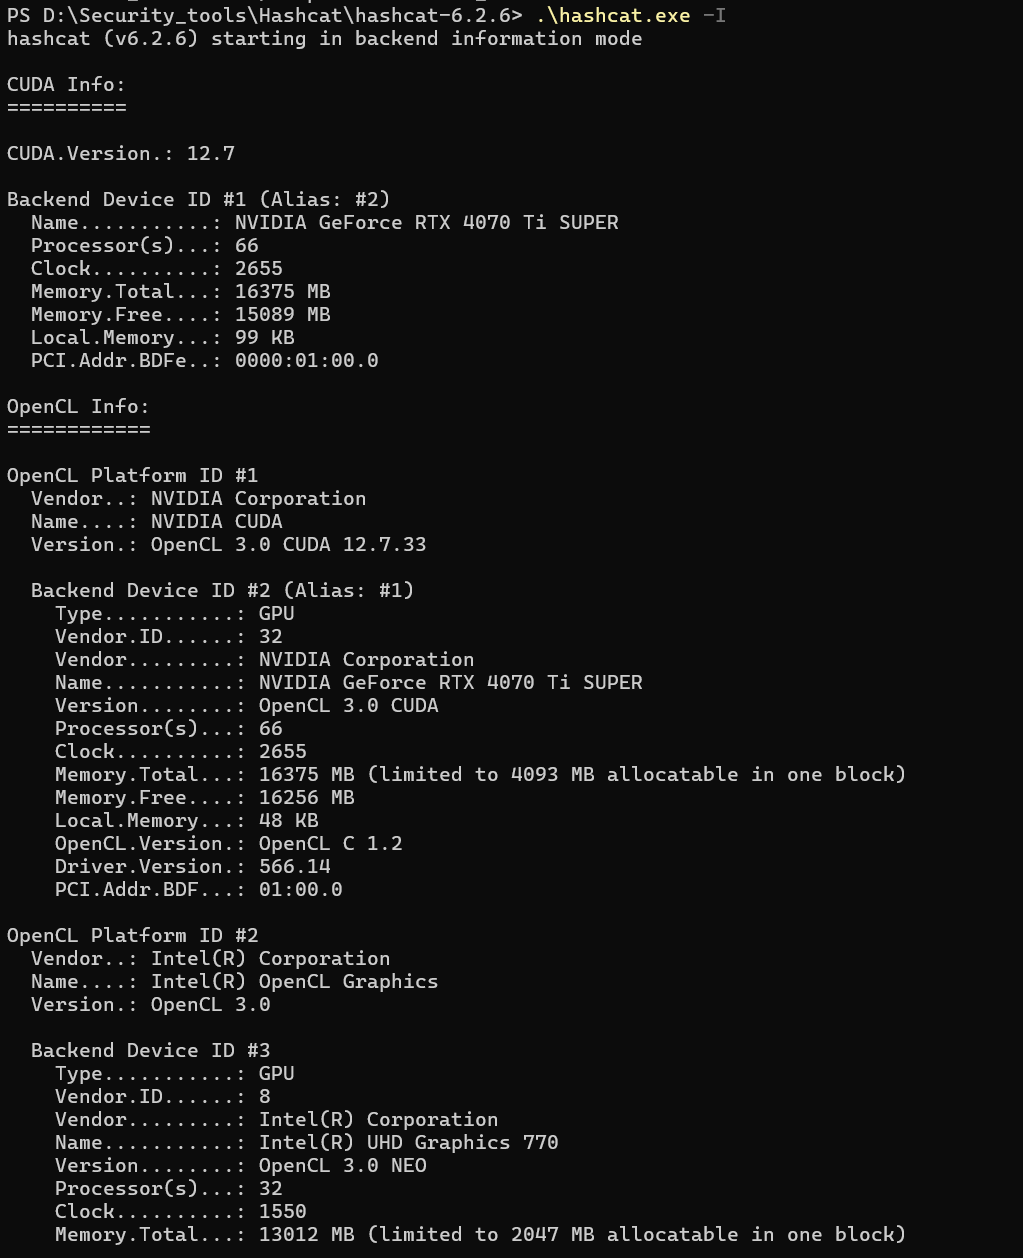 PS D:\Security_tools\Hashcat\hashcat-6.2.6> .\hashcat.exe -I
hashcat (v6.2.6) starting in backend information mode
CUDA Info:
==========
CUDA.Version.: 12.7
Backend Device ID #1 (Alias: #2)
  Name...........: NVIDIA GeForce RTX 4070 Ti SUPER
  Processor(s)...: 66
  Clock..........: 2655
  Memory.Total...: 16375 MB
  Memory.Free....: 15089 MB
  Local.Memory...: 99 KB
  PCI.Addr.BDFe..: 0000:01:00.0
OpenCL Info:
============
OpenCL Platform ID #1
  Vendor..: NVIDIA Corporation
  Name....: NVIDIA CUDA
  Version.: OpenCL 3.0 CUDA 12.7.33
  Backend Device ID #2 (Alias: #1)
    Type...........: GPU
    Vendor.ID......: 32
    Vendor.........: NVIDIA Corporation
    Name...........: NVIDIA GeForce RTX 4070 Ti SUPER
    Version........: OpenCL 3.0 CUDA
    Processor(s)...: 66
    Clock..........: 2655
    Memory.Total...: 16375 MB (limited to 4093 MB allocatable in one block)
    Memory.Free....: 16256 MB
    Local.Memory...: 48 KB
    OpenCL.Version.: OpenCL C 1.2
    Driver.Version.: 566.14
    PCI.Addr.BDF...: 01:00.0
OpenCL Platform ID #2
  Vendor..: Intel(R) Corporation
  Name....: Intel(R) OpenCL Graphics
  Version.: OpenCL 3.0
  Backend Device ID #3
    Type...........: GPU
    Vendor.ID......: 8
    Vendor.........: Intel(R) Corporation
    Name...........: Intel(R) UHD Graphics 770
    Version........: OpenCL 3.0 NEO
    Processor(s)...: 32
    Clock..........: 1550
    Memory.Total...: 13012 MB (limited to 2047 MB allocatable in one block)